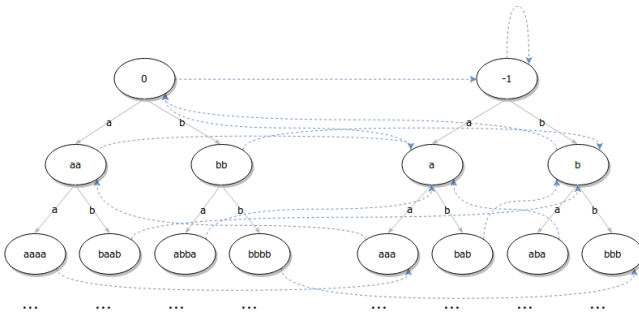 0 -1
a b a b
aa bb a b
a b a b a b a b
aaaa baab abba bbbb aaa bab aba bbb
... ... ... ... ... ... ... ...